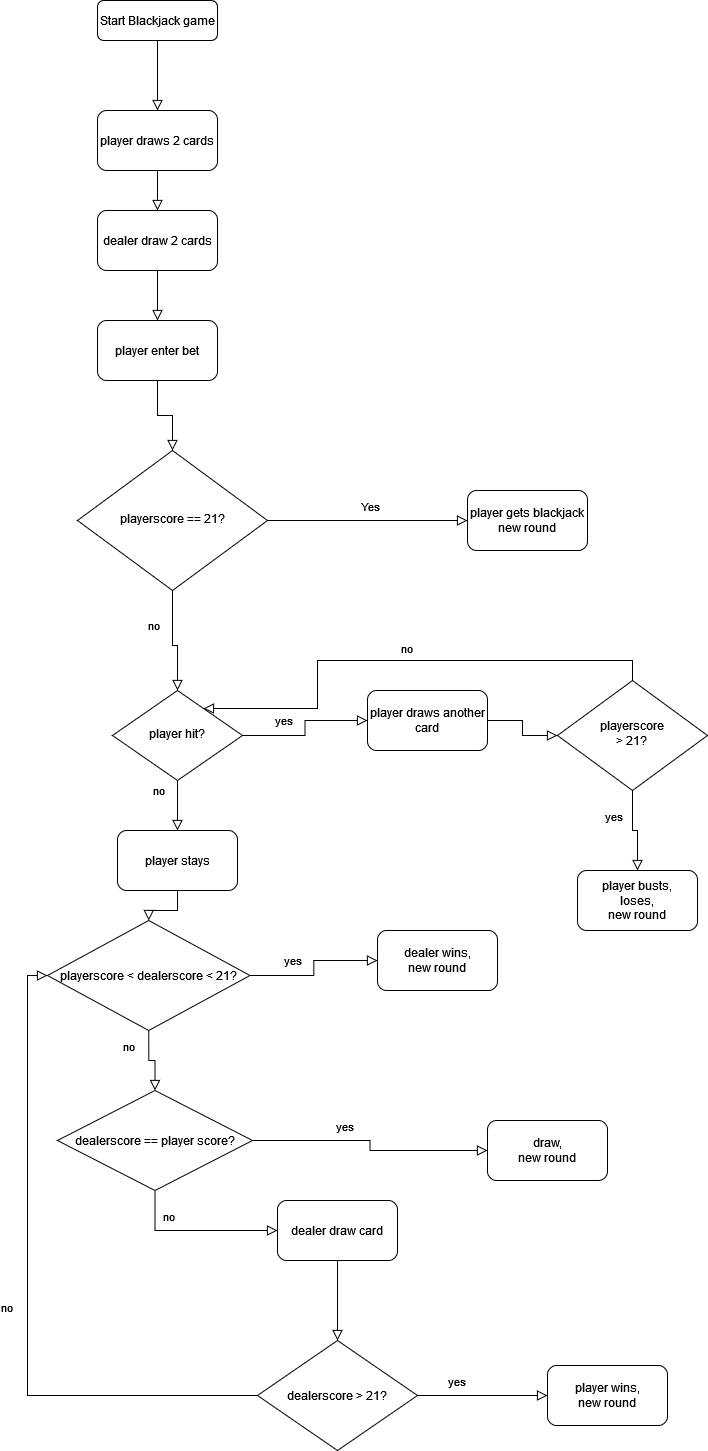 Start Blackjack game
player draws 2 cards
dealer draw 2 cards
player enter bet
playerscore == 21?
Yes
player gets blackjack
new round
no
player hit?
yes
player draws another
card
no
playerscore
> 21?
yes
player busts,
loses,
new round
no
player stays
playerscore < dealerscore < 21?
yes
dealer wins,
new round
no
dealerscore == player score?
yes
draw,
new round
no
dealer draw card
no
dealerscore > 21?
yes
player wins,
new round